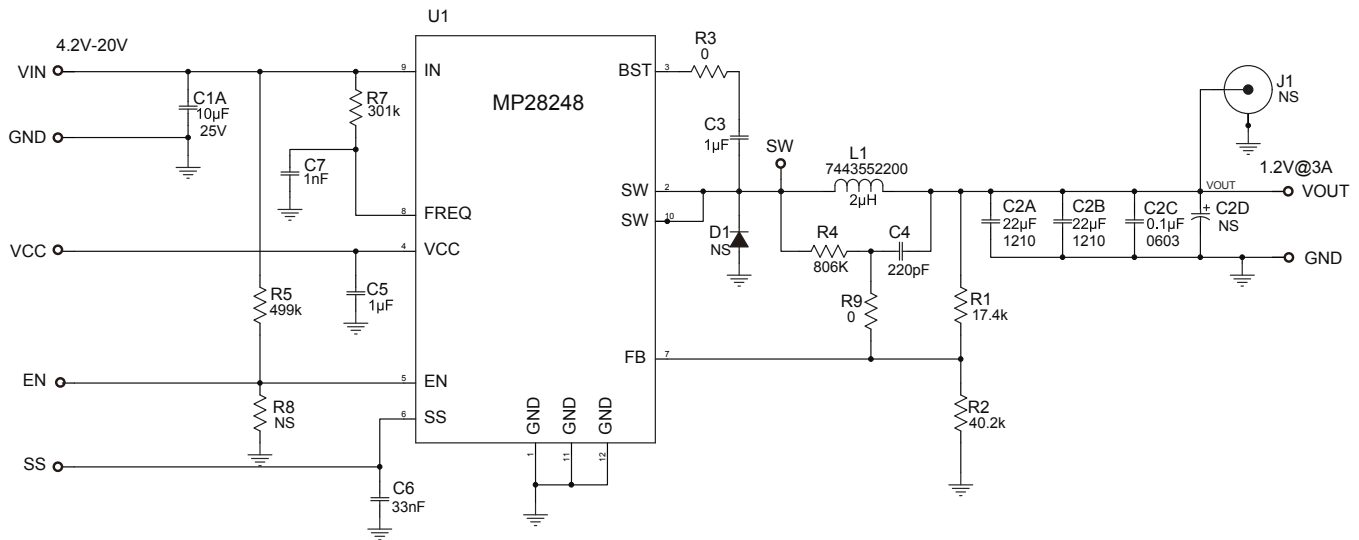 U1
4.2V-20V
VIN
9
IN
MP28248
BST
3
R3
0
J1
NS
C1A
10µF
25V
R7
301k
GND
C7
1nF
C3
1µF
SW
L1
7443552200
2µH
1.2V@3A
SW
2
VOUT
VOUT
8
FREQ
SW
10
D1
NS
R4
806K
C4
220pF
C2A
22µF
1210
C2B
22µF
1210
C2C
0.1µF
0603
+
C2D
NS
VCC
4
VCC
GND
R5
499k
C5
1µF
R9
0
R1
17.4k
FB
7
EN
5
EN
R8
NS
6
SS
GND
GND
GND
1
11
12
R2
40.2k
SS
C6
33nF